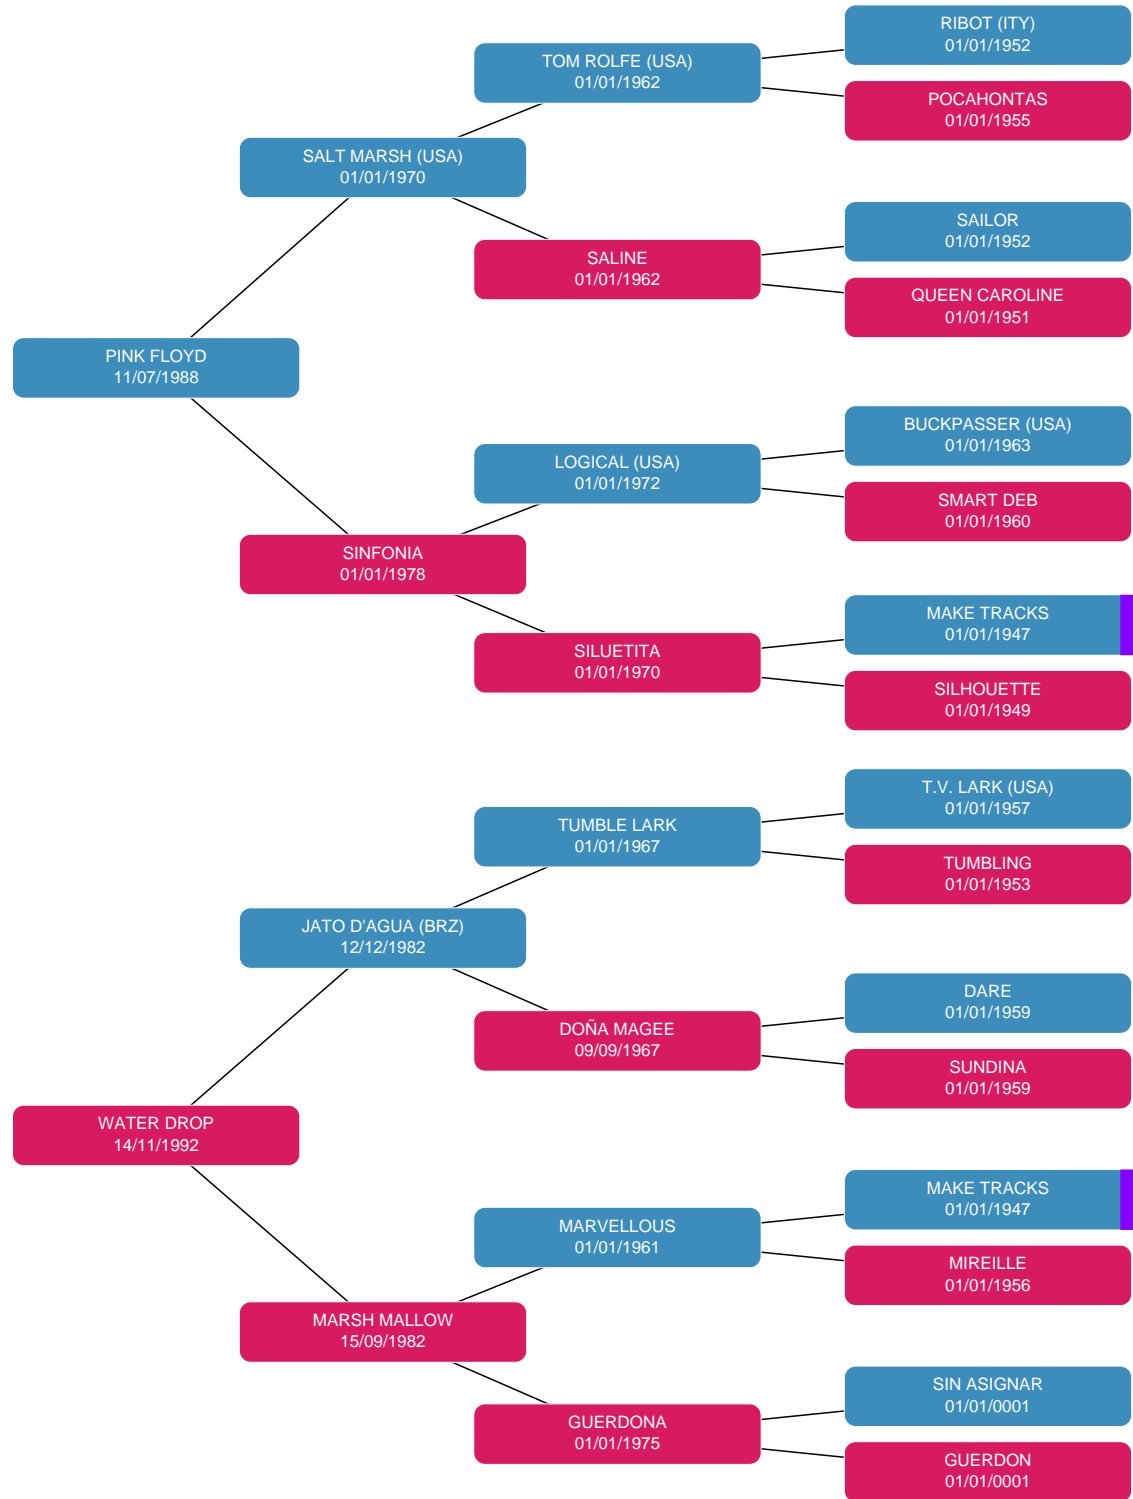 RIBOT (ITY)
01/01/1952
TOM ROLFE (USA)
01/01/1962
POCAHONTAS
01/01/1955
SALT MARSH (USA)
01/01/1970
SAILOR
01/01/1952
SALINE
01/01/1962
QUEEN CAROLINE
01/01/1951
PINK FLOYD
11/07/1988
BUCKPASSER (USA)
01/01/1963
LOGICAL (USA)
01/01/1972
SMART DEB
01/01/1960
SINFONIA
01/01/1978
MAKE TRACKS
01/01/1947
SILUETITA
01/01/1970
SILHOUETTE
01/01/1949
T.V. LARK (USA)
01/01/1957
TUMBLE LARK
01/01/1967
TUMBLING
01/01/1953
JATO D'AGUA (BRZ)
12/12/1982
DARE
01/01/1959
DOÑA MAGEE
09/09/1967
SUNDINA
01/01/1959
WATER DROP
14/11/1992
MAKE TRACKS
01/01/1947
MARVELLOUS
01/01/1961
MIREILLE
01/01/1956
MARSH MALLOW
15/09/1982
SIN ASIGNAR
01/01/0001
GUERDONA
01/01/1975
GUERDON
01/01/0001